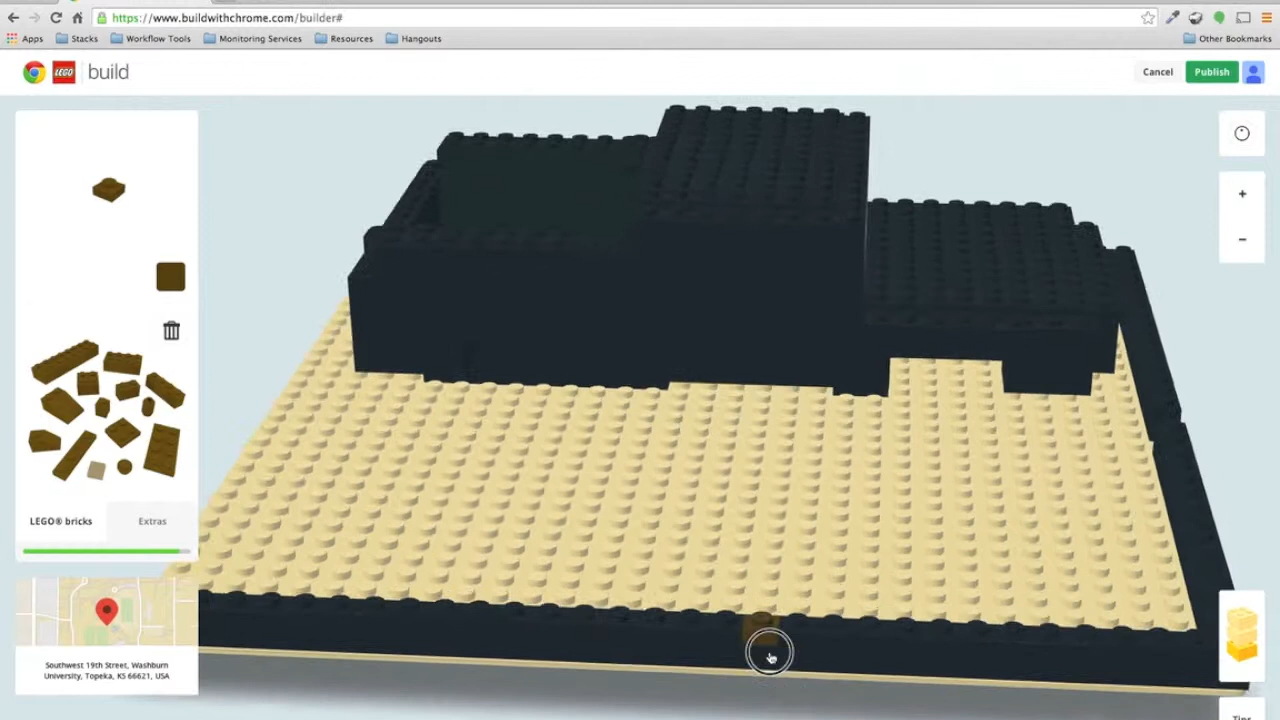 https://www.buildwithchrome.com/builder#
Apps Stacks Workflow Tools Monitoring Services Resources Hangouts Other Bookmarks
LEGO build Cancel Publish
LEGO® bricks Extras
Southwest 19th Street, Washburn
University, Topeka, KS 66621, USA
Tips